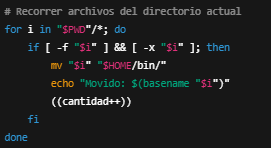 # Recorrer archivos del directorio actual
for i in "$PWD"/*; do
    if [ -f "$i" ] && [ -x "$i" ]; then
        mv "$i" "$HOME/bin/"
        echo "Movido: $(basename "$i")"
        ((cantidad++))
    fi
done